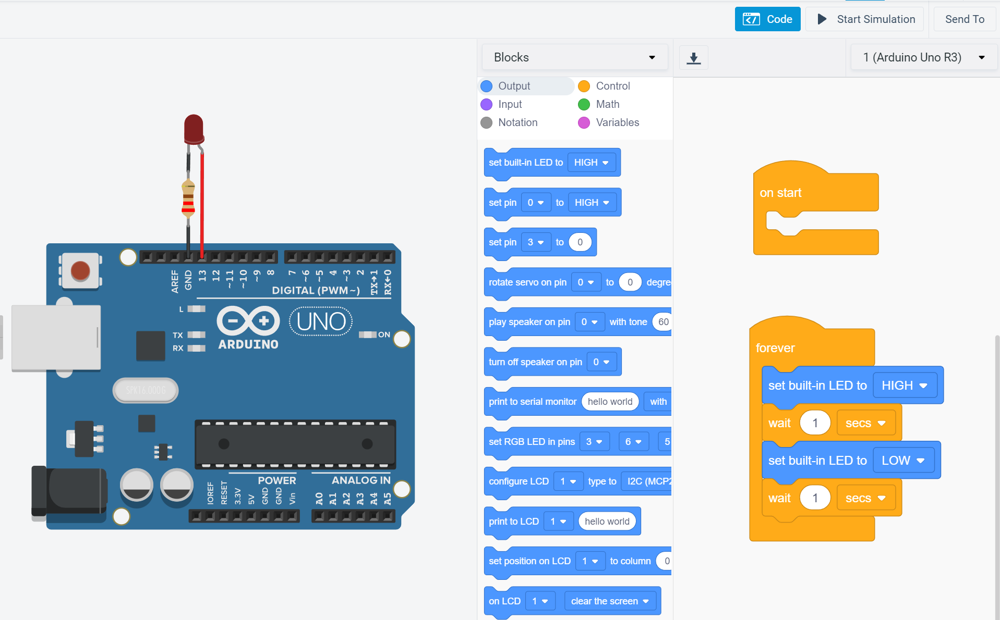 Code
Start Simulation
Send To
Blocks
1 (Arduino Uno R3)
Output
Control
Input
Math
Notation
Variables
set built-in LED to HIGH
set pin 0 to HIGH
set pin 3 to 0
rotate servo on pin 0 to 0 degre
play speaker on pin 0 with tone 60
turn off speaker on pin 0
print to serial monitor hello world with
set RGB LED in pins 3 6 5
configure LCD 1 type to I2C (MCP2
print to LCD 1 hello world
set position on LCD 1 to column 0
on LCD 1 clear the screen
on start
forever
set built-in LED to HIGH
wait 1 secs
set built-in LED to LOW
wait 1 secs
AREF GND 13 12 ~11 ~10 ~9 8 7 ~6 ~5 4 ~3 2 TX→1 RX←0
DIGITAL (PWM~)
L
TX
RX
ARDUINO
UNO
ON
SPK16.000G
POWER
ANALOG IN
IOREF RESET 3.3V 5V GND GND Vin A0 A1 A2 A3 A4 A5